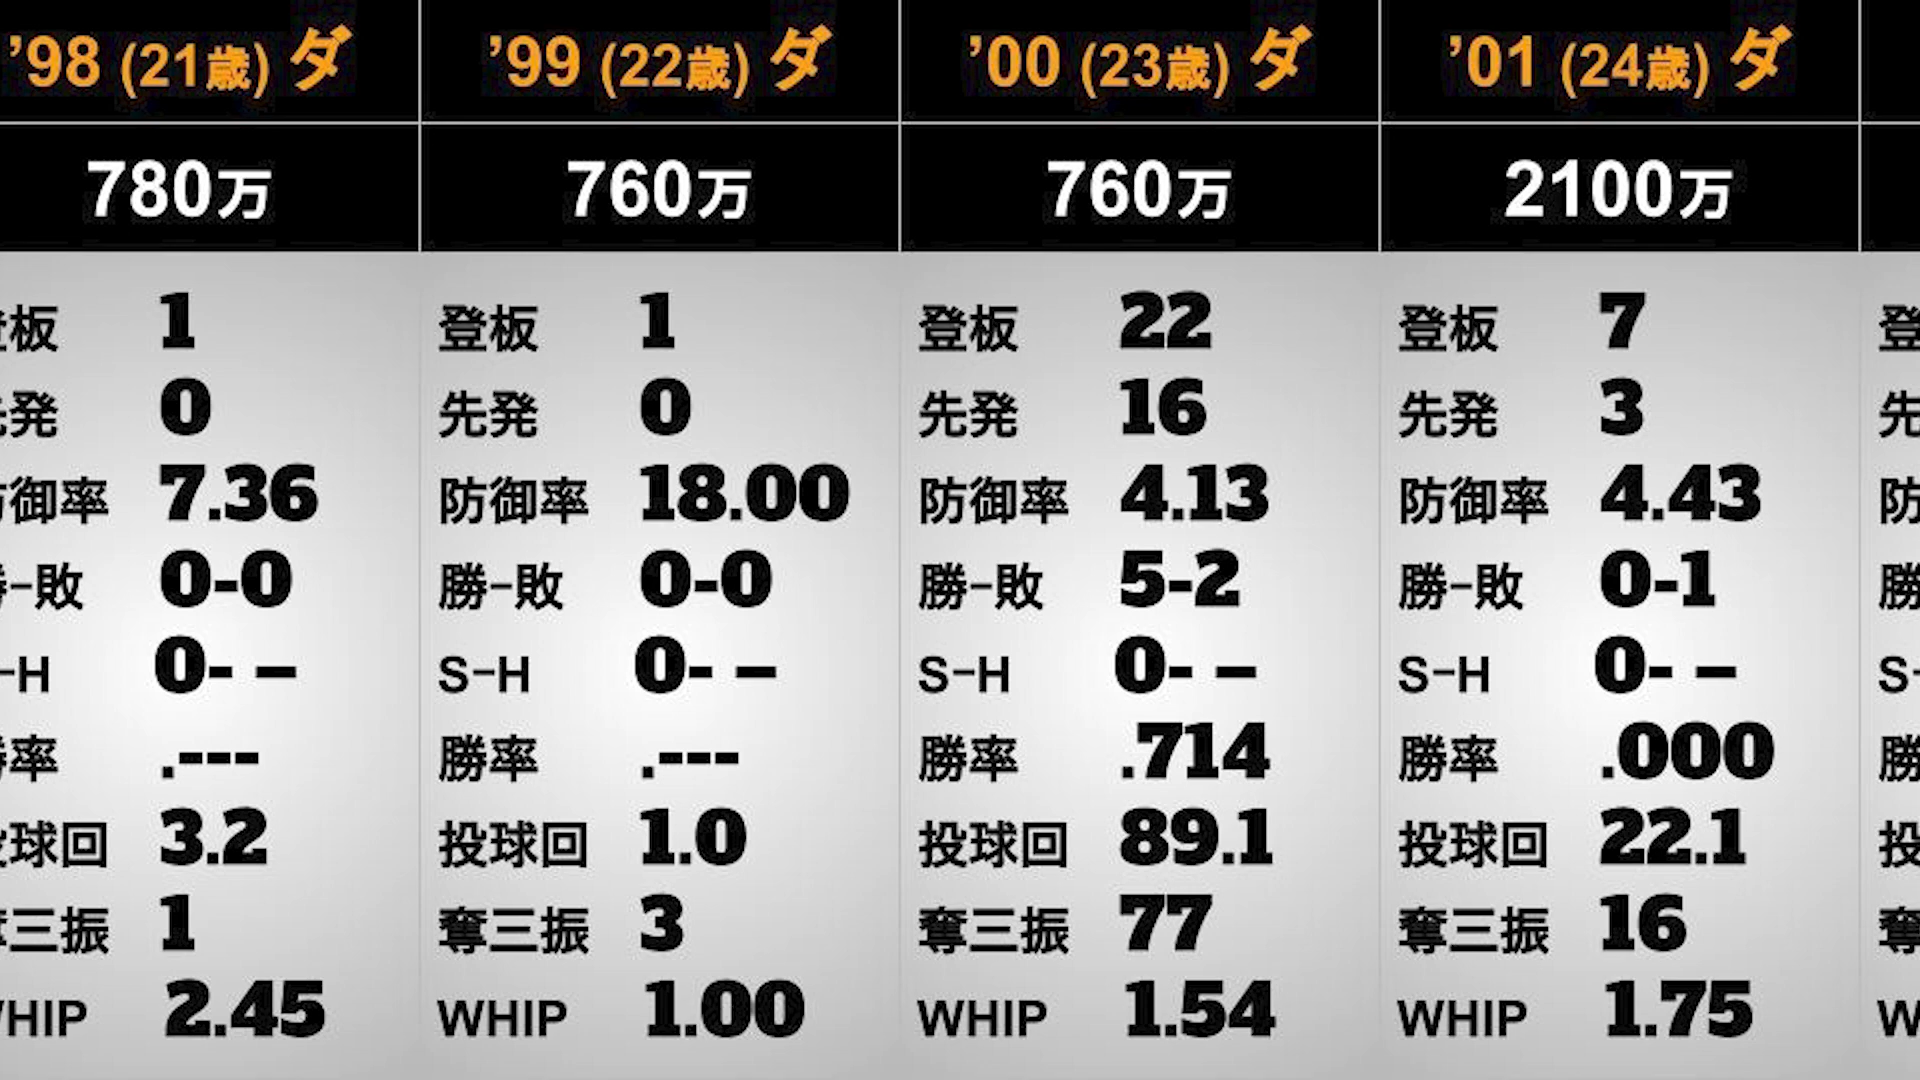 ’98 (21歳) ダ ’99 (22歳) ダ ’00 (23歳) ダ ’01 (24歳) ダ
780万 760万 760万 2100万
板 1 登板 1 登板 22 登板 7 登
発 0 先発 0 先発 16 先発 3 先
御率 7.36 防御率 18.00 防御率 4.13 防御率 4.43 防
-敗 0-0 勝-敗 0-0 勝-敗 5-2 勝-敗 0-1 勝
-H 0- – S-H 0- – S-H 0- – S-H 0- – S-
率 .--- 勝率 .--- 勝率 .714 勝率 .000 勝
球回 3.2 投球回 1.0 投球回 89.1 投球回 22.1 投
三振 1 奪三振 3 奪三振 77 奪三振 16 奪
HIP 2.45 WHIP 1.00 WHIP 1.54 WHIP 1.75 W